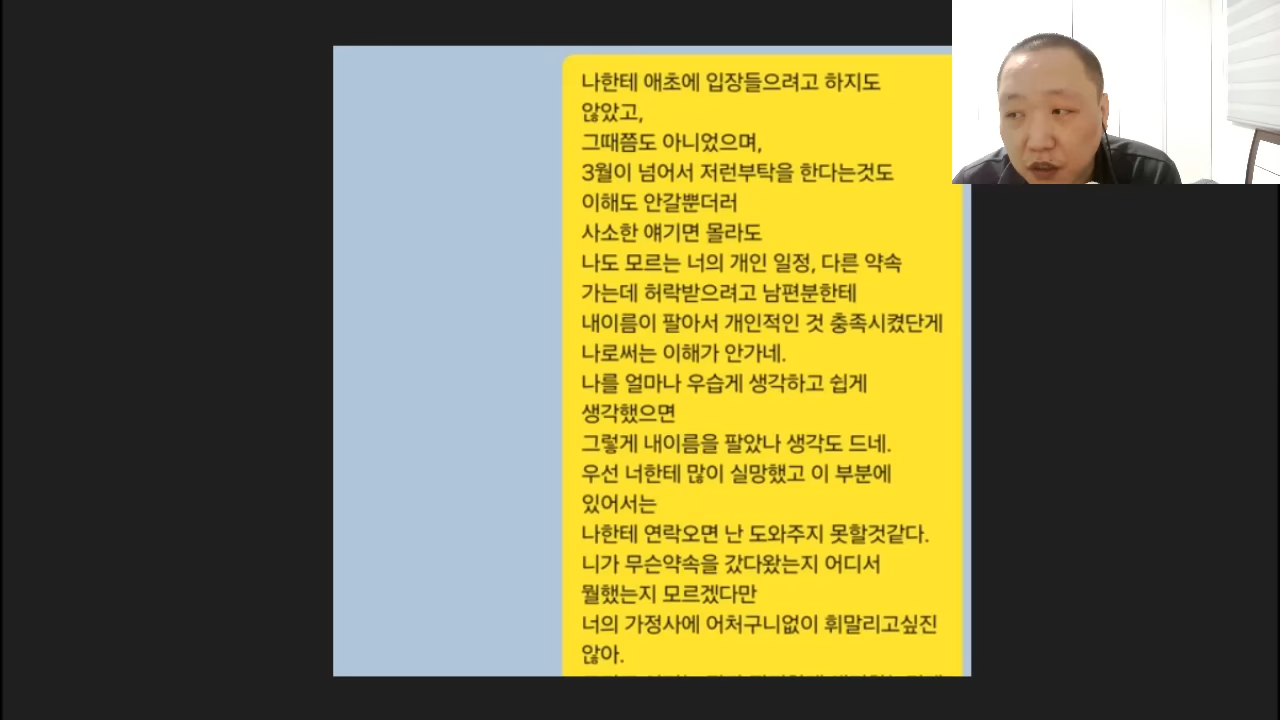 나한테 애초에 입장들으려고 하지도
않았고,
그때쯤도 아니었으며,
3월이 넘어서 저런부탁을 한다는것도
이해도 안갈뿐더러
사소한 얘기면 몰라도
나도 모르는 너의 개인 일정, 다른 약속
가는데 허락받으려고 남편분한테
내이름이 팔아서 개인적인 것 충족시켰단게
나로써는 이해가 안가네.
나를 얼마나 우습게 생각하고 쉽게
생각했으면
그렇게 내이름을 팔았나 생각도 드네.
우선 너한테 많이 실망했고 이 부분에
있어서는
나한테 연락오면 난 도와주지 못할것같다.
니가 무슨약속을 갔다왔는지 어디서
뭘했는지 모르겠다만
너의 가정사에 어처구니없이 휘말리고싶진
않아.